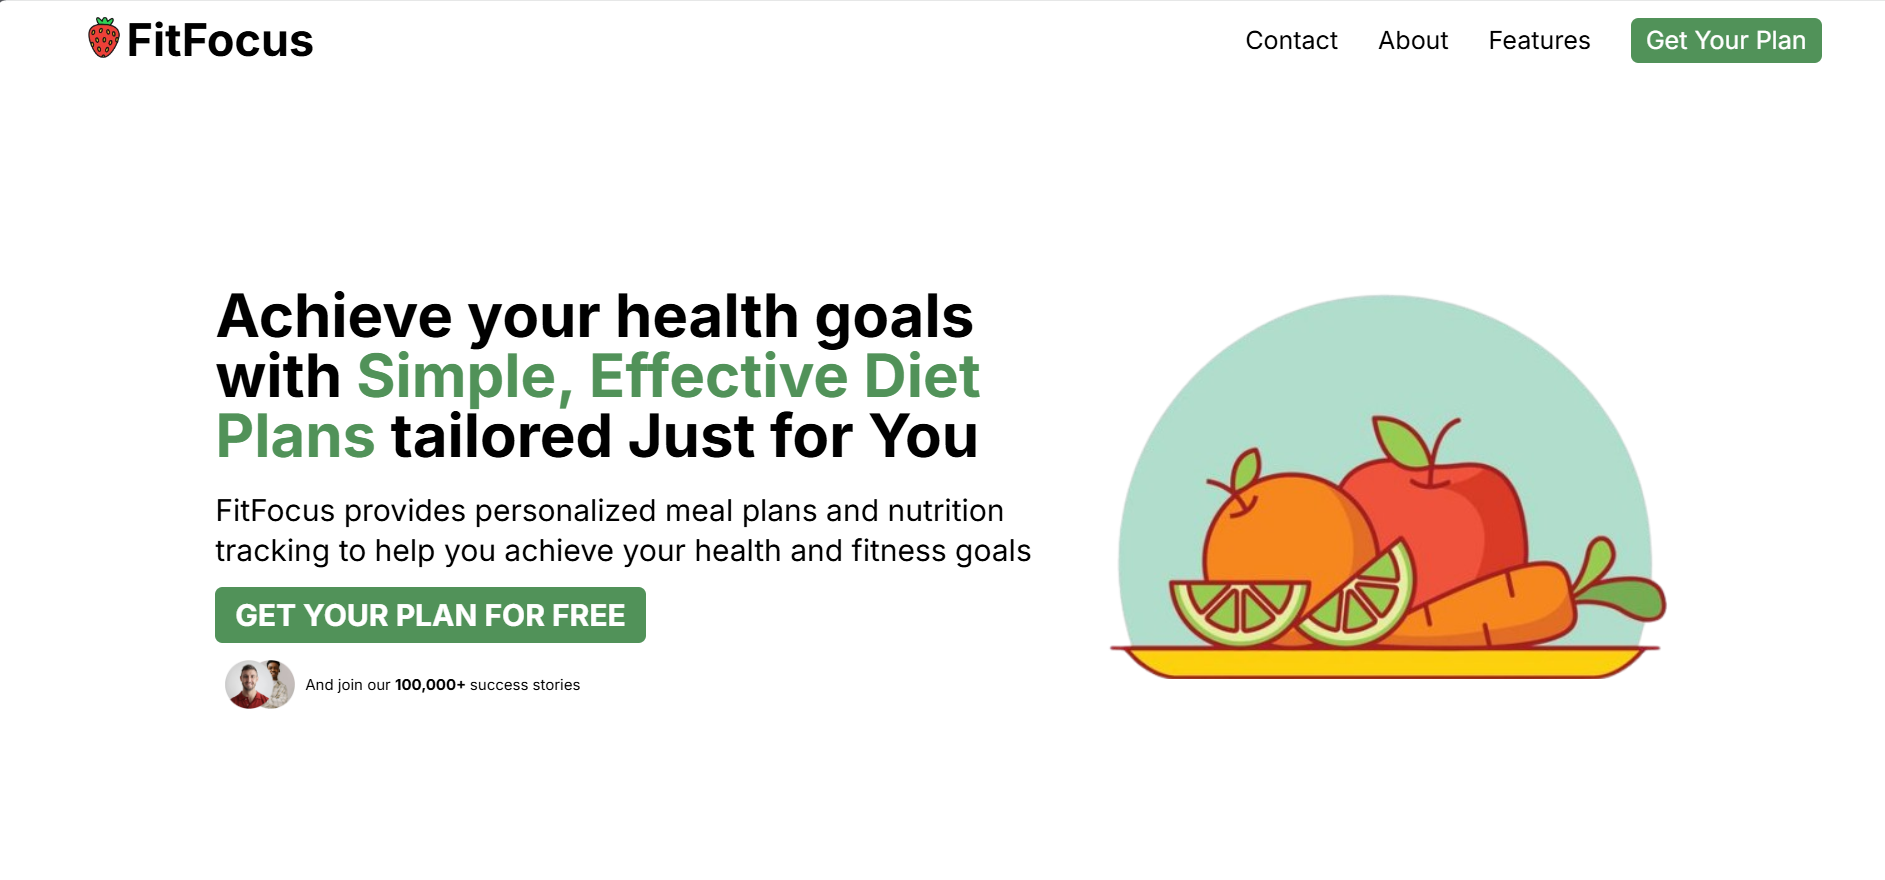 FitFocus
Contact
About
Features
Get Your Plan
Achieve your health goals
with Simple, Effective Diet
Plans tailored Just for You
FitFocus provides personalized meal plans and nutrition
tracking to help you achieve your health and fitness goals
GET YOUR PLAN FOR FREE
And join our 100,000+ success stories